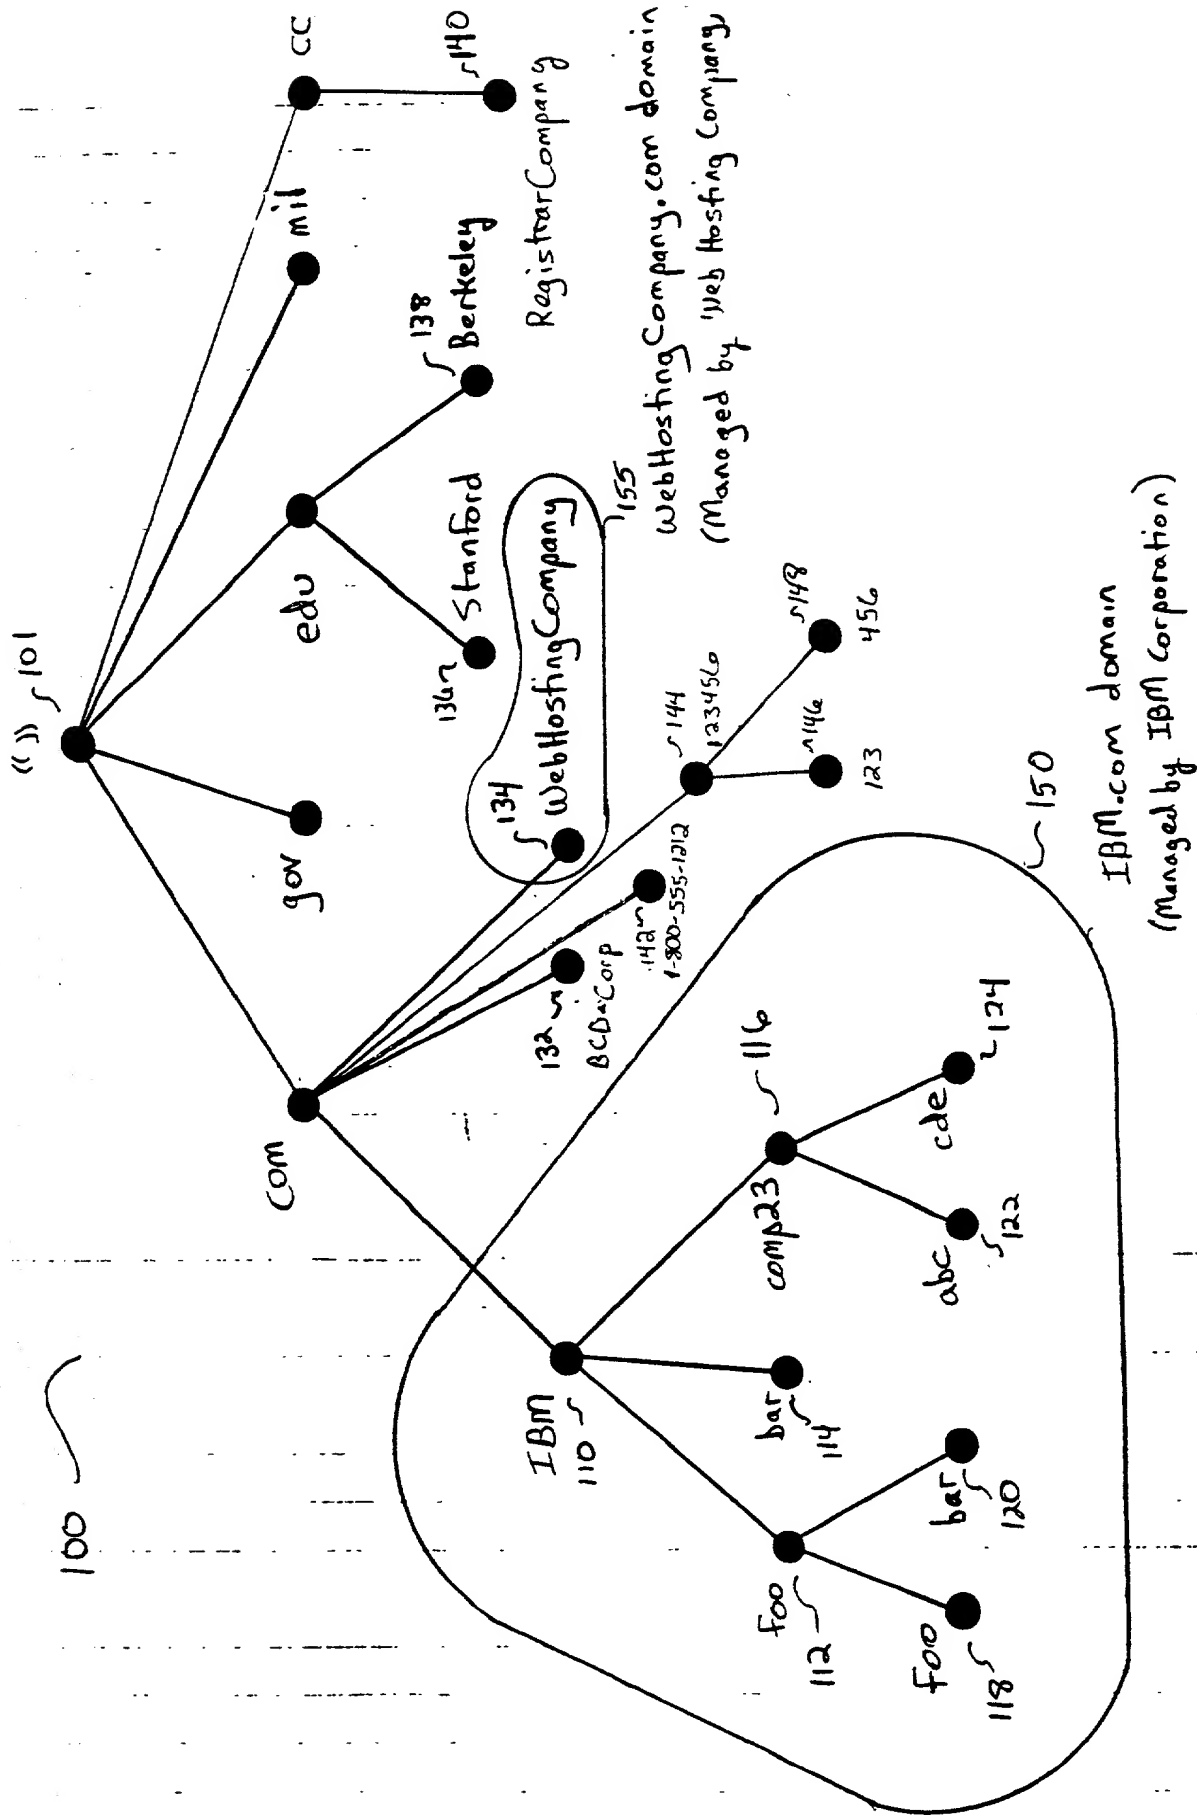 100
“ ”
101
com
gov
edu
mil
cc
IBM
110
132
BCDaCorp
142
1-800-555-1212
134
WebHostingCompany
136
Stanford
138
Berkeley
140
RegistrarCompany
155
WebHostingCompany.com domain
(Managed by Web Hosting Company)
144
123456
146
123
148
456
foo
112
bar
114
comp23
116
foo
118
bar
120
abc
122
cde
124
150
IBM.com domain
(Managed by IBM Corporation)